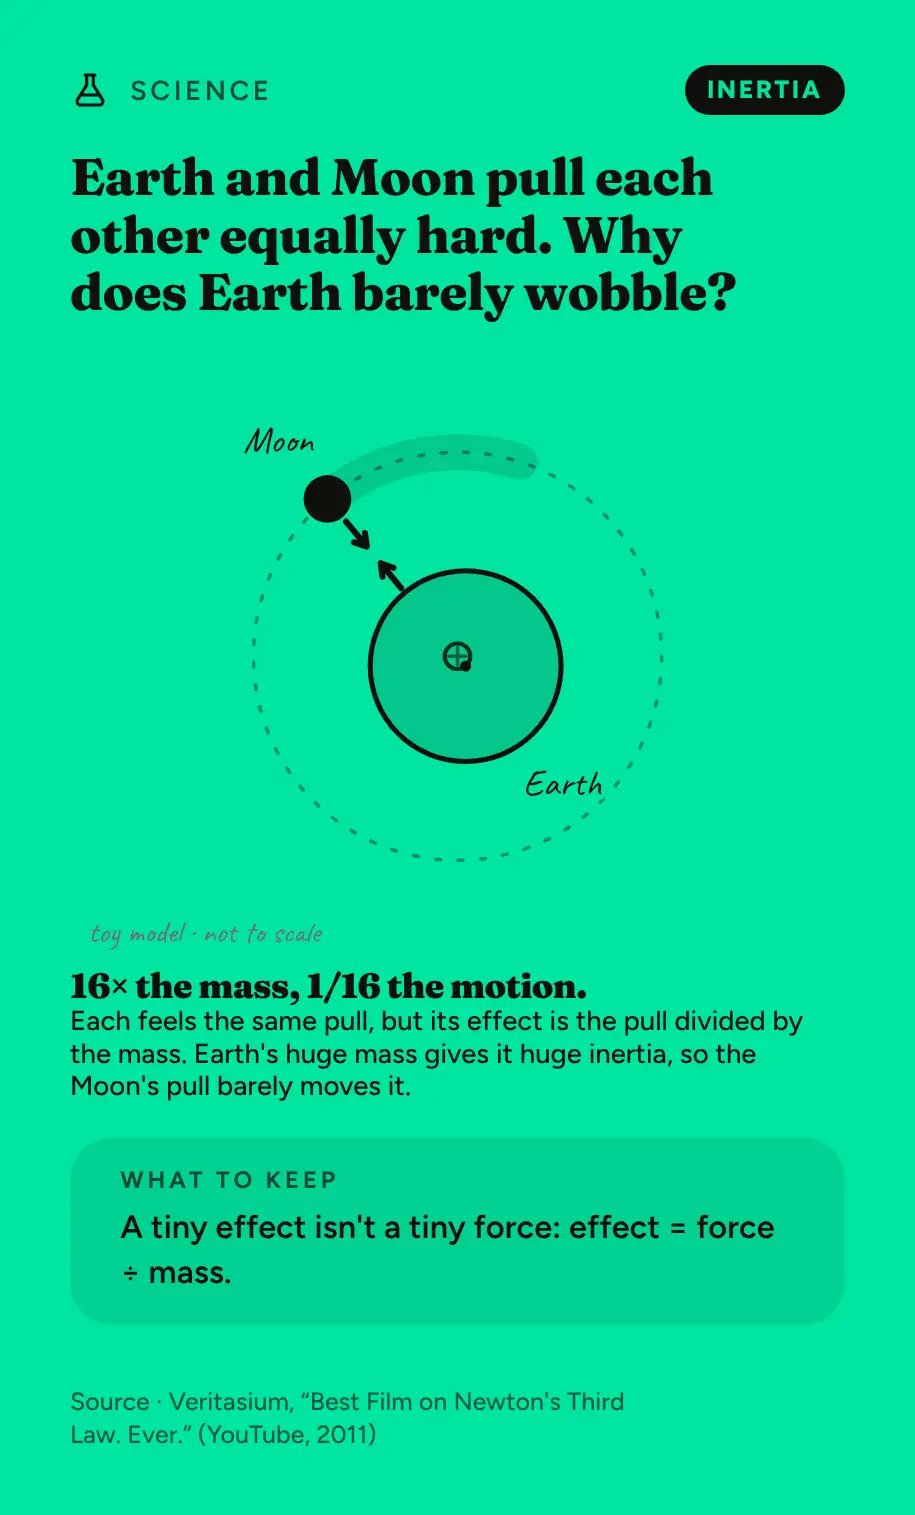 SCIENCE
INERTIA
Earth and Moon pull each
other equally hard. Why
does Earth barely wobble?
Moon
Earth
toy model · not to scale
16× the mass, 1/16 the motion.
Each feels the same pull, but its effect is the pull divided by
the mass. Earth's huge mass gives it huge inertia, so the
Moon's pull barely moves it.
WHAT TO KEEP
A tiny effect isn't a tiny force: effect = force
÷ mass.
Source · Veritasium, “Best Film on Newton's Third
Law. Ever.” (YouTube, 2011)